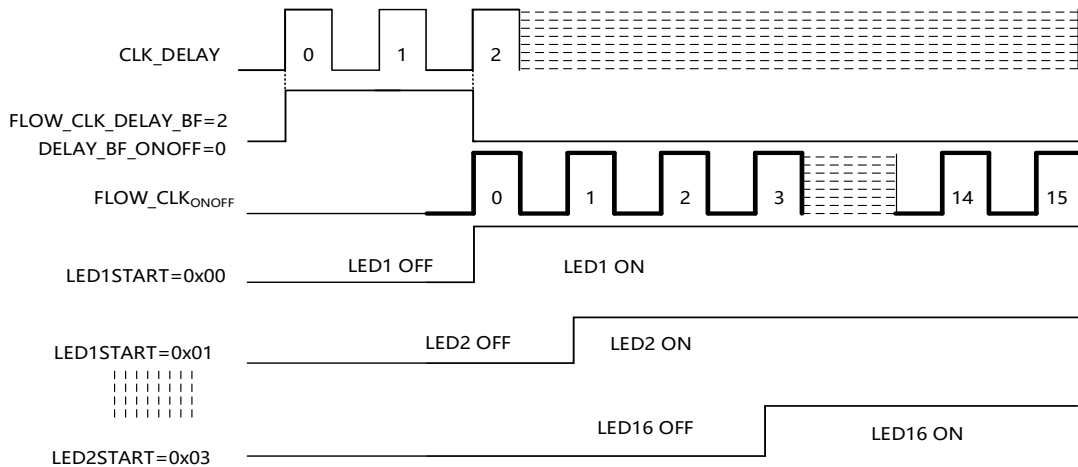 CLK_DELAY
0 1 2
FLOW_CLK_DELAY_BF=2
DELAY_BF_ONOFF=0
FLOW_CLKONOFF
0 1 2 3 14 15
LED1START=0x00
LED1 OFF
LED1 ON
LED1START=0x01
LED2 OFF
LED2 ON
LED2START=0x03
LED16 OFF
LED16 ON